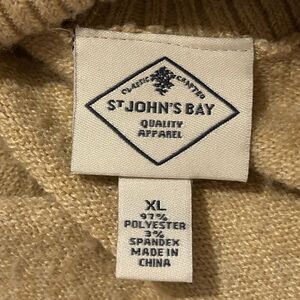 CLASSIC CRAFTED
ST JOHN'S BAY
QUALITY
APPAREL
XL
97%
POLYESTER
3%
SPANDEX
MADE IN
CHINA